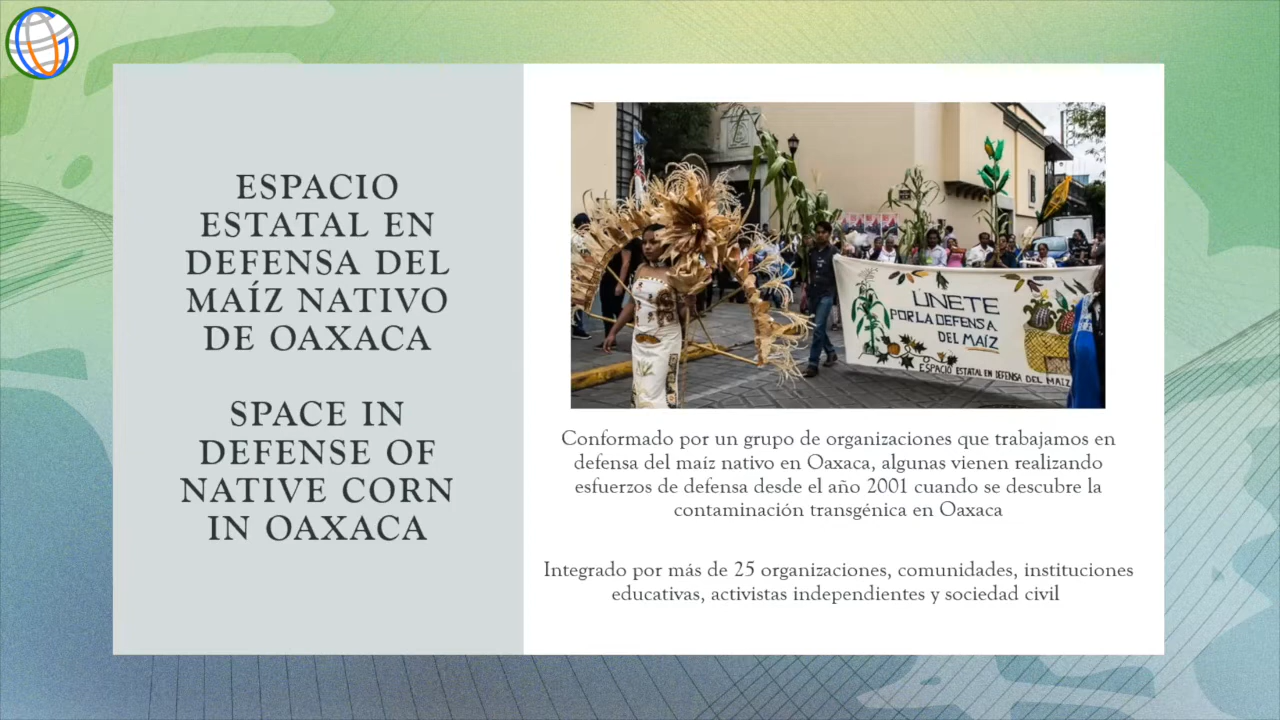 ESPACIO
ESTATAL EN
DEFENSA DEL
MAÍZ NATIVO
DE OAXACA
SPACE IN
DEFENSE OF
NATIVE CORN
IN OAXACA
ÚNETE
POR LA DEFENSA
DEL MAÍZ
ESPACIO ESTATAL EN DEFENSA DEL MAIZ
Conformado por un grupo de organizaciones que trabajamos en
defensa del maíz nativo en Oaxaca, algunas vienen realizando
esfuerzos de defensa desde el año 2001 cuando se descubre la
contaminación transgénica en Oaxaca
Integrado por más de 25 organizaciones, comunidades, instituciones
educativas, activistas independientes y sociedad civil